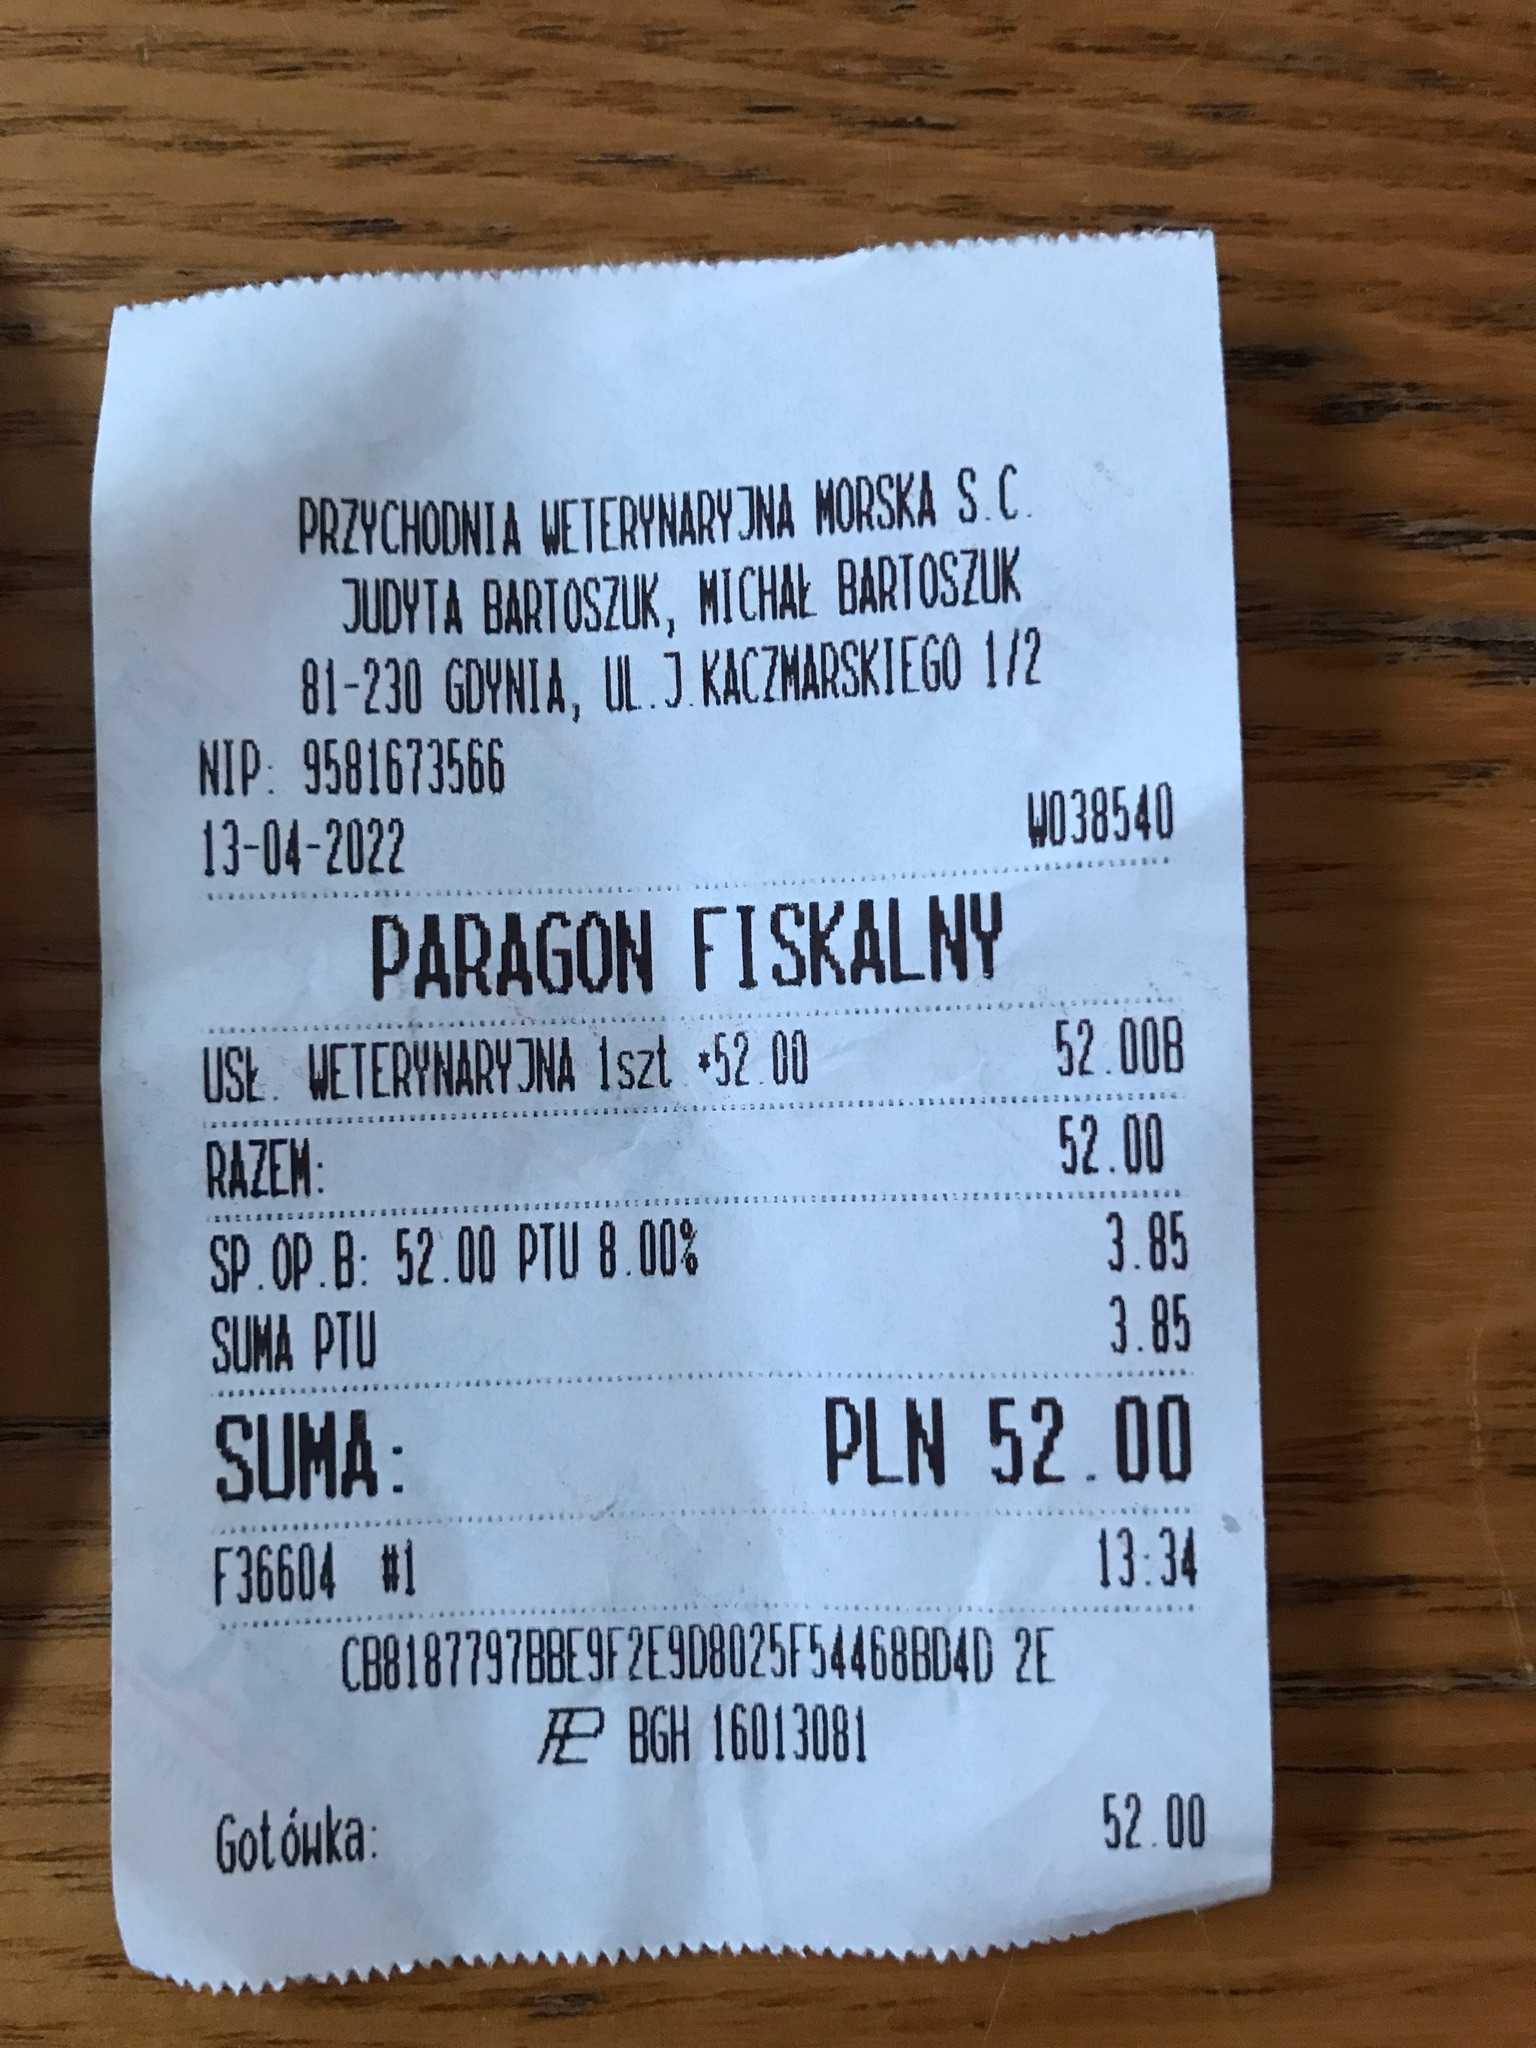 PRZYCHODNIA WETERYNARYJNA MORSKA S.C.
JUDYTA BARTOSZUK, MICHAŁ BARTOSZUK
81-230 GDYNIA, UL.J.KACZMARSKIEGO 1/2
NIP: 9581673566
13-04-2022 W038540
PARAGON FISKALNY
USŁ. WETERYNARYJNA 1szt *52.00 52.00B
RAZEM: 52.00
SP.OP.B: 52.00 PTU 8.00% 3.85
SUMA PTU 3.85
SUMA: PLN 52.00
F36604 #1 13:34
CB8187797BBE9F2E9D8025F54468BD4D 2E
BGH 16013081
Gotówka: 52.00